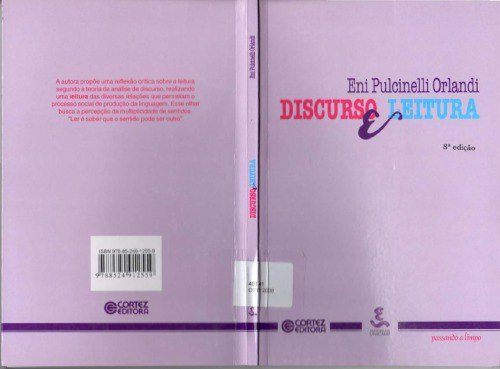 A autora propõe uma reflexão crítica sobre a leitura
segundo a teoria da análise de discurso, realizando
uma leitura das diversas relações que permeiam o
processo social de produção da linguagem. Esse olhar
busca a percepção da multiplicidade de sentidos.
"Ler é saber que o sentido pode ser outro".
ISBN 978-85-249-1255-9
9788524912559
CORTEZ
EDITORA
Eni Pulcinelli Orlandi
DISCURSO E LEITURA
CORTEZ
EDITORA
Eni Pulcinelli Orlandi
DISCURSO E LEITURA
8ª edição
passando a limpo